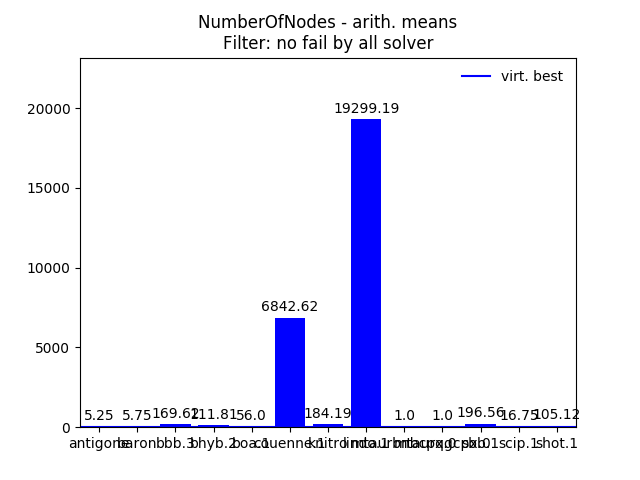 NumberOfNodes - arith. means
Filter: no fail by all solver
virt. best
20000
15000
10000
5000
0
19299.19
6842.62
5.25 5.75 169.62 111.81 56.0 184.19 1.0 1.0 196.56 16.75 105.12
antigone baron bbb.3 bhyb.2 boa.1 couenne.1 scip.1 shot.1